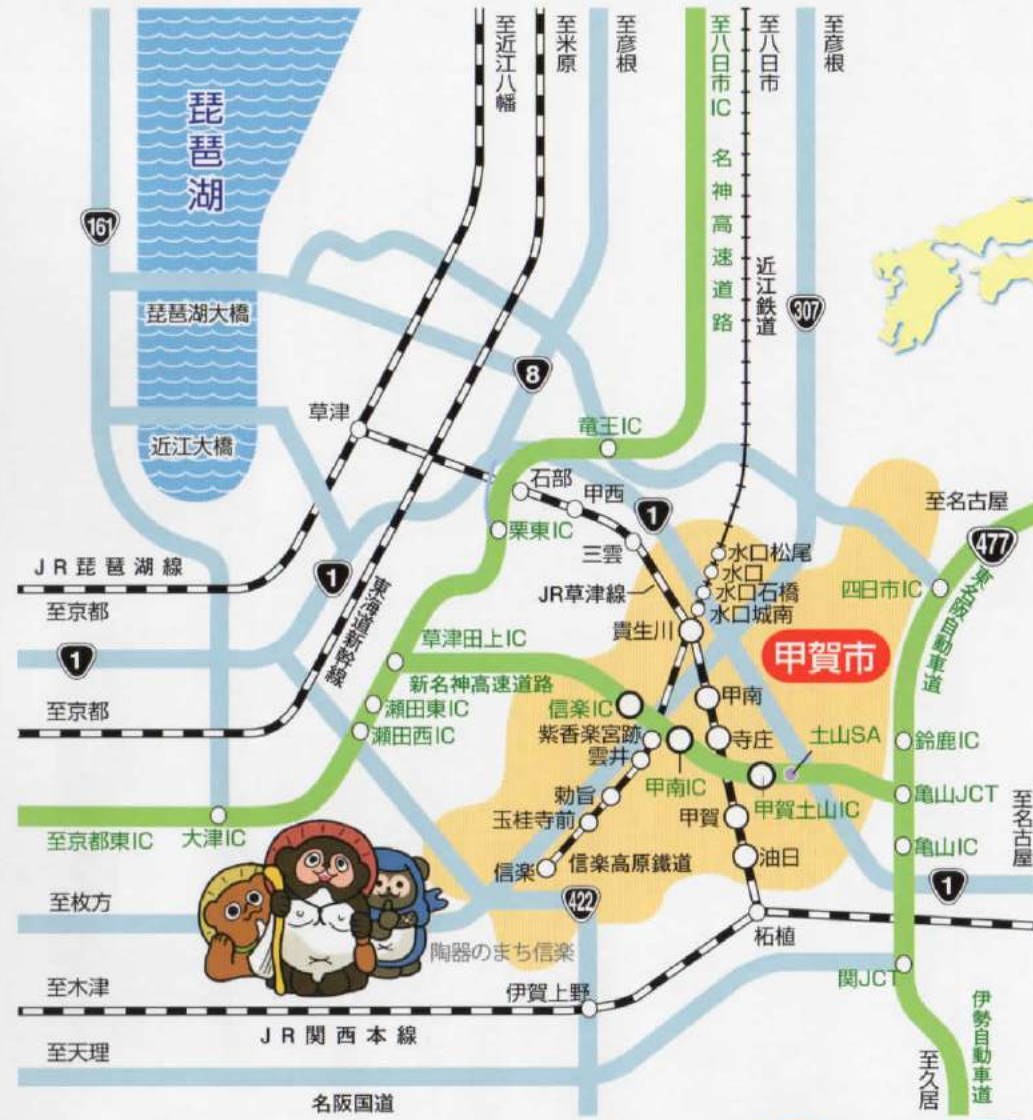 至近江八幡
至米原
至彦根
至八日市IC
名神高速道路
至八日市
至彦根
琵琶湖
161
琵琶湖大橋
近江鉄道
307
8
草津
竜王IC
近江大橋
石部
甲西
至名古屋
1
栗東IC
477
三雲
水口松尾
水口
JR琵琶湖線
1
JR草津線
水口石橋
四日市IC
東名阪自動車道
水口城南
至京都
東海道新幹線
貴生川
草津田上IC
甲賀市
1
新名神高速道路
甲南
至京都
瀬田東IC
信楽IC
瀬田西IC
紫香楽宮跡
寺庄
土山SA
鈴鹿IC
雲井
甲南IC
甲賀土山IC
亀山JCT
至名古屋
勅旨
玉桂寺前
甲賀
至京都東IC
大津IC
亀山IC
信楽
信楽高原鐵道
油日
1
至枚方
422
柘植
陶器のまち信楽
関JCT
至木津
伊賀上野
伊勢自動車道
JR関西本線
至天理
至久居
名阪国道